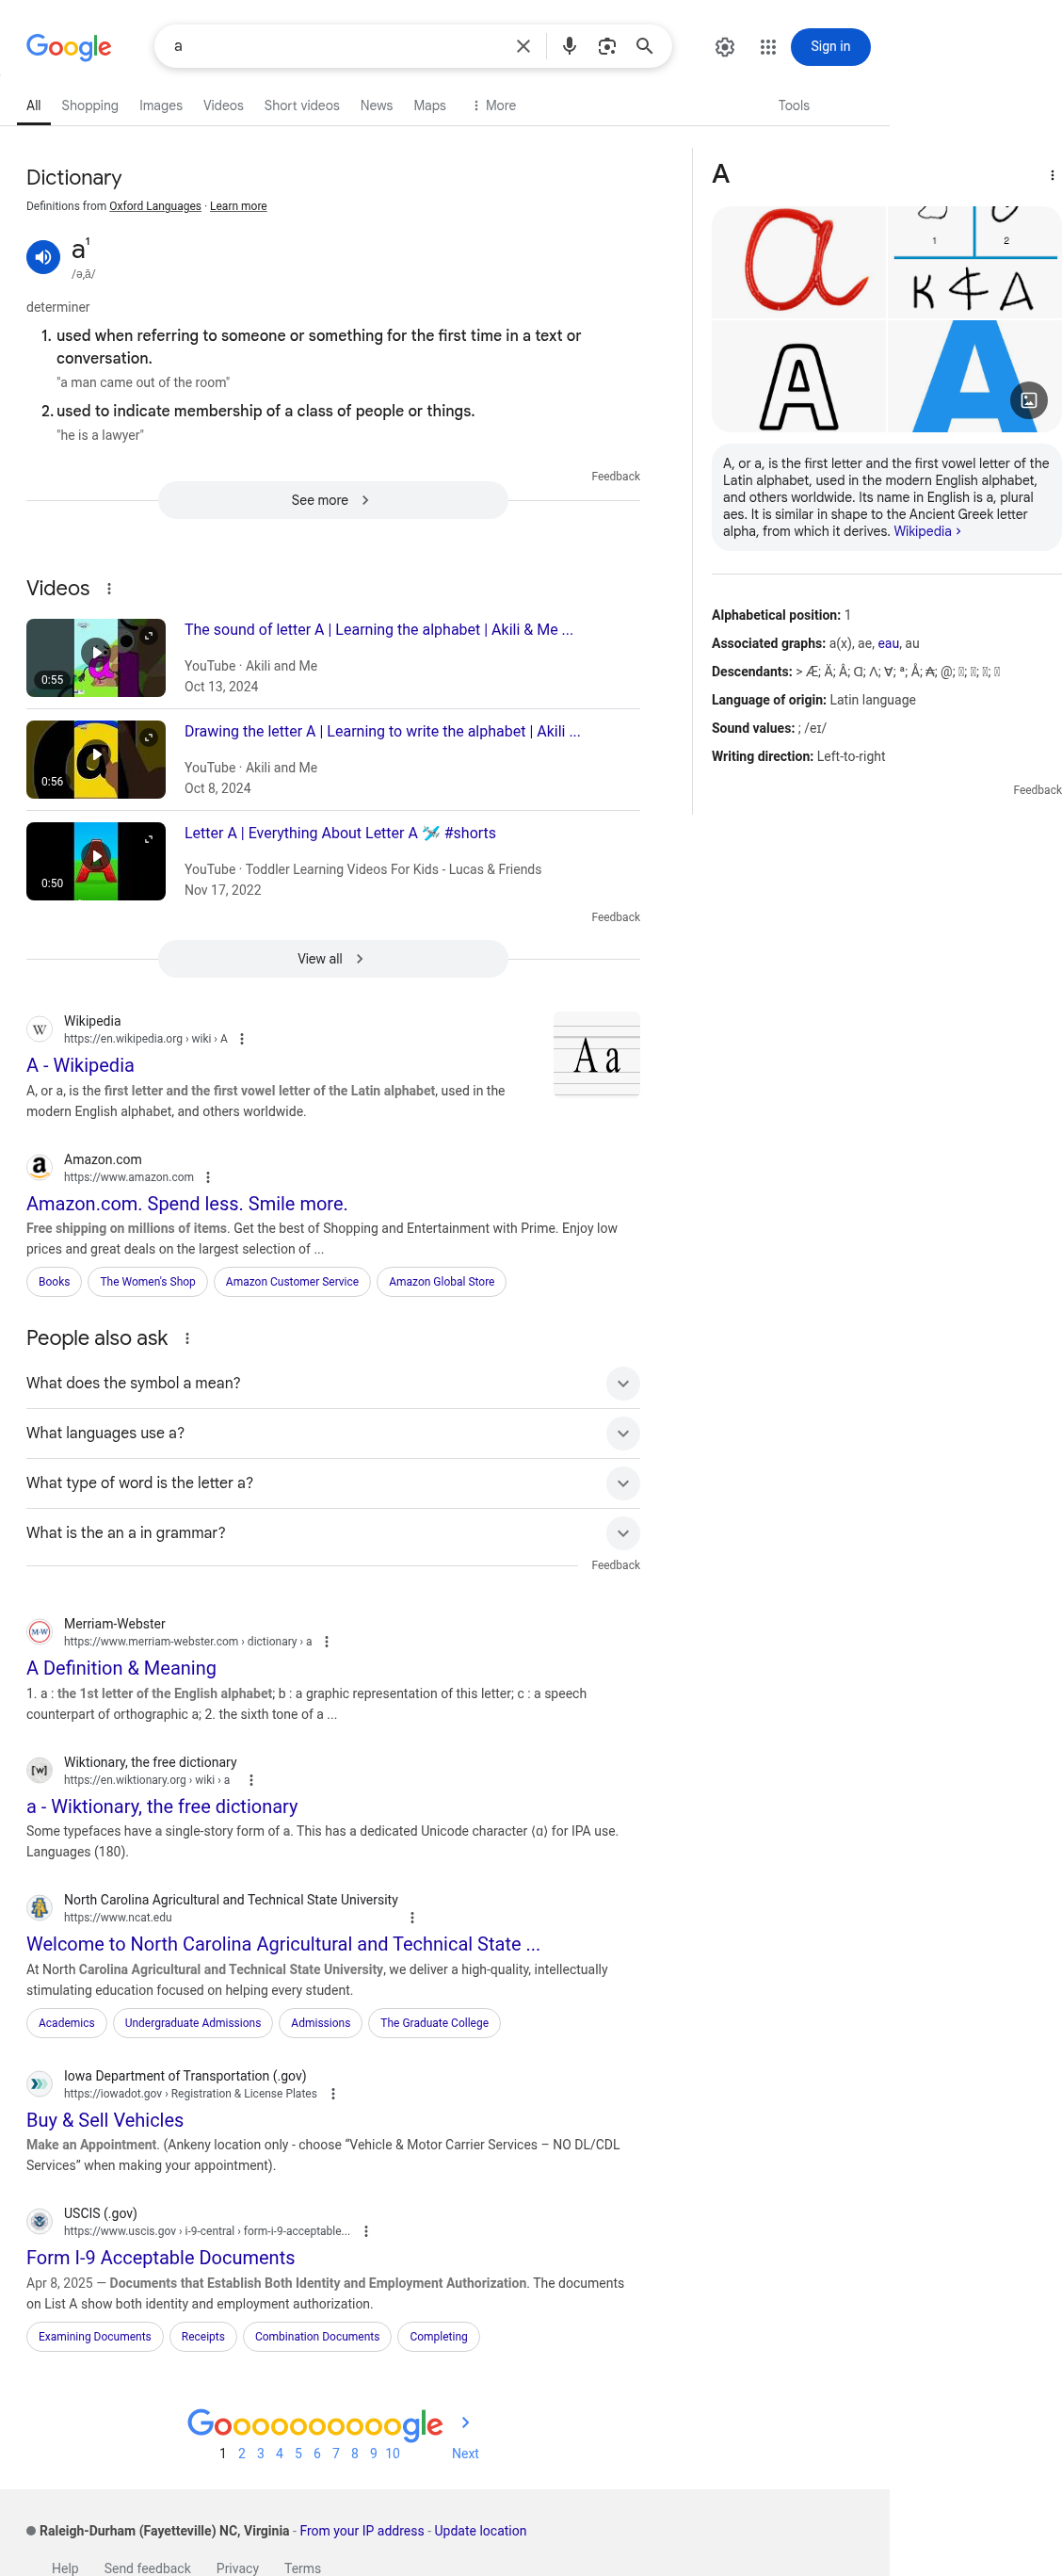 Google
a
Sign in
All
Shopping
Images
Videos
Short videos
News
Maps
More
Tools
Dictionary
Definitions from Oxford Languages · Learn more
a¹
/ə,ā/
determiner
1. used when referring to someone or something for the first time in a text or
conversation.
"a man came out of the room"
2. used to indicate membership of a class of people or things.
"he is a lawyer"
Feedback
See more
Videos
0:55
The sound of letter A | Learning the alphabet | Akili & Me ...
YouTube · Akili and Me
Oct 13, 2024
0:56
Drawing the letter A | Learning to write the alphabet | Akili ...
YouTube · Akili and Me
Oct 8, 2024
0:50
Letter A | Everything About Letter A 🛩️ #shorts
YouTube · Toddler Learning Videos For Kids - Lucas & Friends
Nov 17, 2022
Feedback
View all
Wikipedia
https://en.wikipedia.org › wiki › A
A - Wikipedia
A, or a, is the first letter and the first vowel letter of the Latin alphabet, used in the
modern English alphabet, and others worldwide.
A a
Amazon.com
https://www.amazon.com
Amazon.com. Spend less. Smile more.
Free shipping on millions of items. Get the best of Shopping and Entertainment with Prime. Enjoy low
prices and great deals on the largest selection of ...
Books
The Women's Shop
Amazon Customer Service
Amazon Global Store
People also ask
What does the symbol a mean?
What languages use a?
What type of word is the letter a?
What is the an a in grammar?
Feedback
Merriam-Webster
https://www.merriam-webster.com › dictionary › a
A Definition & Meaning
1. a : the 1st letter of the English alphabet; b : a graphic representation of this letter; c : a speech
counterpart of orthographic a; 2. the sixth tone of a ...
Wiktionary, the free dictionary
https://en.wiktionary.org › wiki › a
a - Wiktionary, the free dictionary
Some typefaces have a single-story form of a. This has a dedicated Unicode character ⟨ɑ⟩ for IPA use.
Languages (180).
North Carolina Agricultural and Technical State University
https://www.ncat.edu
Welcome to North Carolina Agricultural and Technical State ...
At North Carolina Agricultural and Technical State University, we deliver a high-quality, intellectually
stimulating education focused on helping every student.
Academics
Undergraduate Admissions
Admissions
The Graduate College
Iowa Department of Transportation (.gov)
https://iowadot.gov › Registration & License Plates
Buy & Sell Vehicles
Make an Appointment. (Ankeny location only - choose “Vehicle & Motor Carrier Services – NO DL/CDL
Services” when making your appointment).
USCIS (.gov)
https://www.uscis.gov › i-9-central › form-i-9-acceptable...
Form I-9 Acceptable Documents
Apr 8, 2025 — Documents that Establish Both Identity and Employment Authorization. The documents
on List A show both identity and employment authorization.
Examining Documents
Receipts
Combination Documents
Completing
Goooooooooogle
1 2 3 4 5 6 7 8 9 10
Next
Raleigh-Durham (Fayetteville) NC, Virginia - From your IP address - Update location
Help
Send feedback
Privacy
Terms
A
a
1
2
A
A
A, or a, is the first letter and the first vowel letter of the
Latin alphabet, used in the modern English alphabet,
and others worldwide. Its name in English is a, plural
aes. It is similar in shape to the Ancient Greek letter
alpha, from which it derives. Wikipedia ›
Alphabetical position: 1
Associated graphs: a(x), ae, eau, au
Descendants: > Æ; Ä; Â; Ɑ; Λ; Ɐ; ª; Å; ₳; @;
Language of origin: Latin language
Sound values: ; /eɪ/
Writing direction: Left-to-right
Feedback